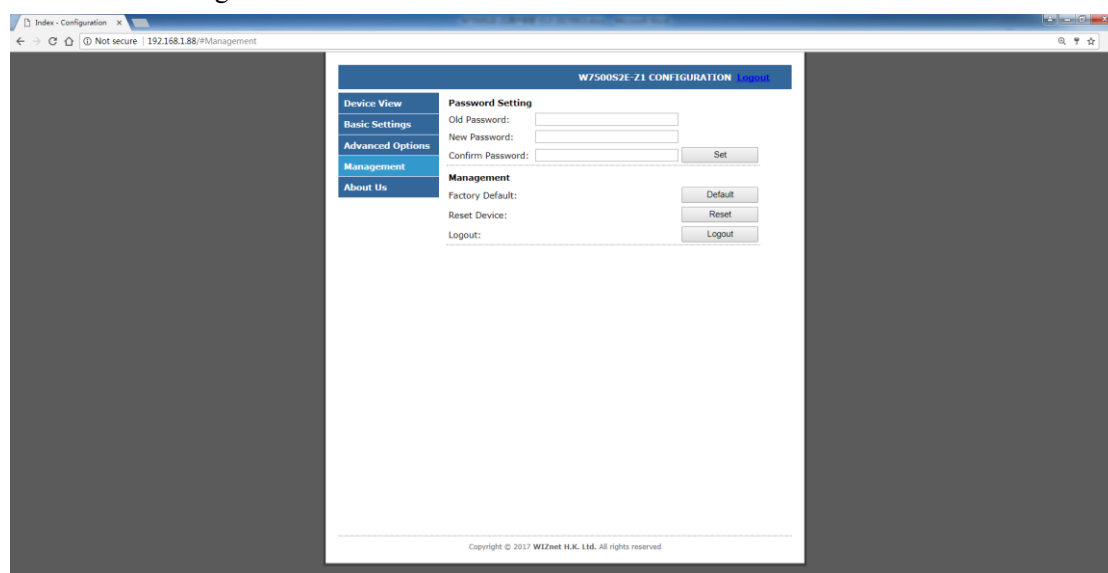 Index - Configuration
Not secure | 192.168.1.88/#Management
W7500S2E-Z1 CONFIGURATION Logout
Device View
Basic Settings
Advanced Options
Management
About Us
Password Setting
Old Password:
New Password:
Confirm Password: Set
Management
Factory Default: Default
Reset Device: Reset
Logout: Logout
Copyright © 2017 WIZnet H.K. Ltd. All rights reserved